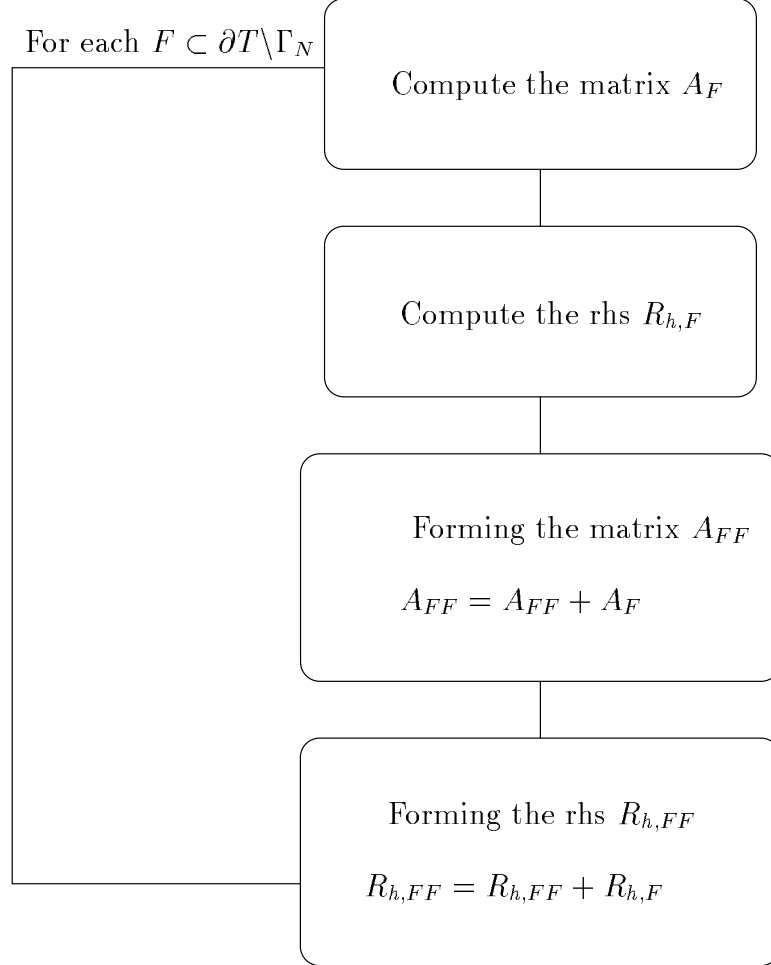 For each F ⊂ ∂T\Γ_N
Compute the matrix A_F
Compute the rhs R_{h,F}
Forming the matrix A_{FF}
A_{FF} = A_{FF} + A_F
Forming the rhs R_{h,FF}
R_{h,FF} = R_{h,FF} + R_{h,F}